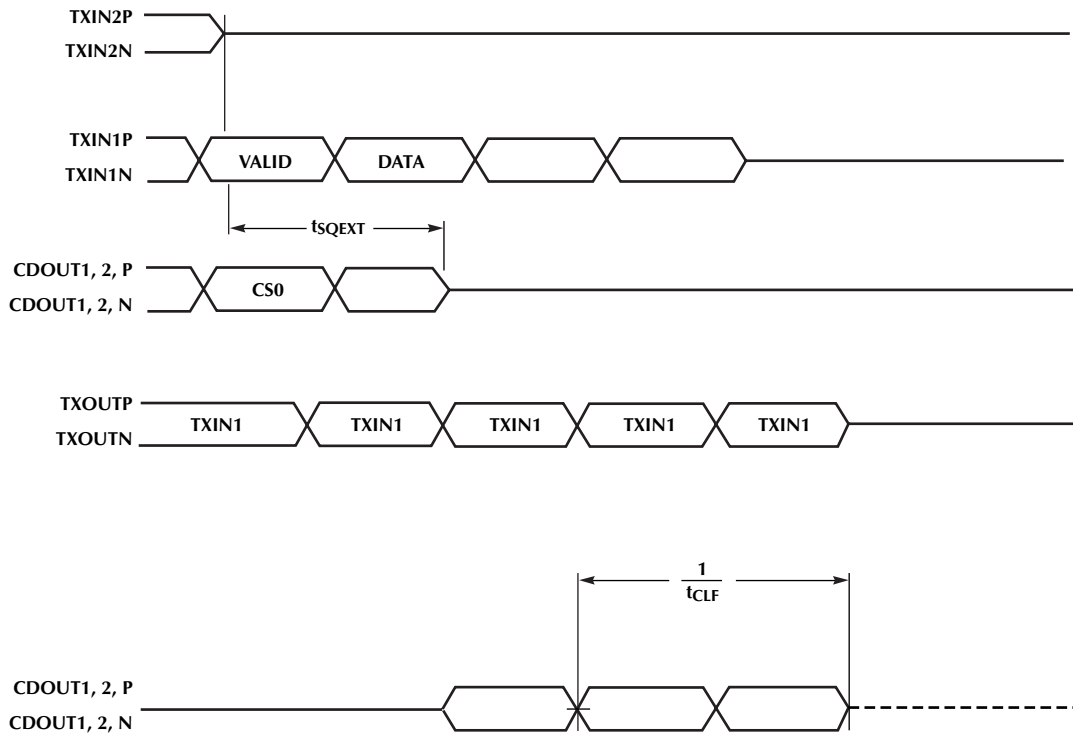 TXIN2P
TXIN2N
TXIN1P
TXIN1N
VALID DATA
tSQEXT
CDOUT1, 2, P
CDOUT1, 2, N
CS0
TXOUTP
TXOUTN
TXIN1 TXIN1 TXIN1 TXIN1 TXIN1
1
tCLF
CDOUT1, 2, P
CDOUT1, 2, N